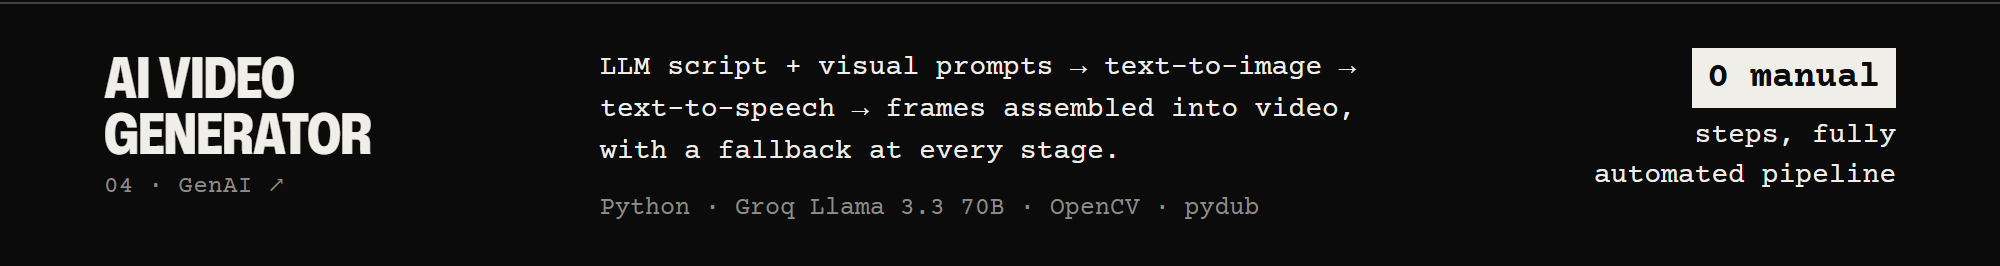 AI VIDEO
GENERATOR
04 · GenAI ↗
LLM script + visual prompts → text-to-image →
text-to-speech → frames assembled into video,
with a fallback at every stage.
Python · Groq Llama 3.3 70B · OpenCV · pydub
0 manual
steps, fully
automated pipeline